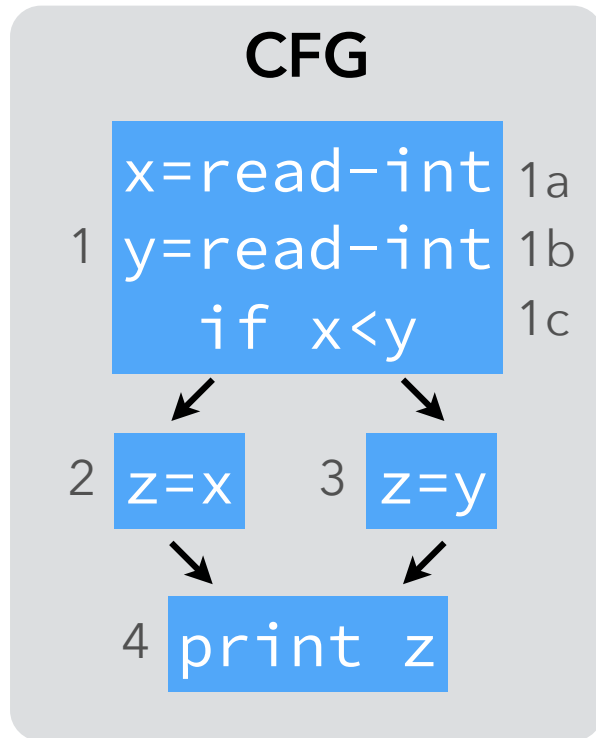 CFG
x=read-int 1a
1 y=read-int 1b
if x<y 1c
2 z=x 3 z=y
4 print z